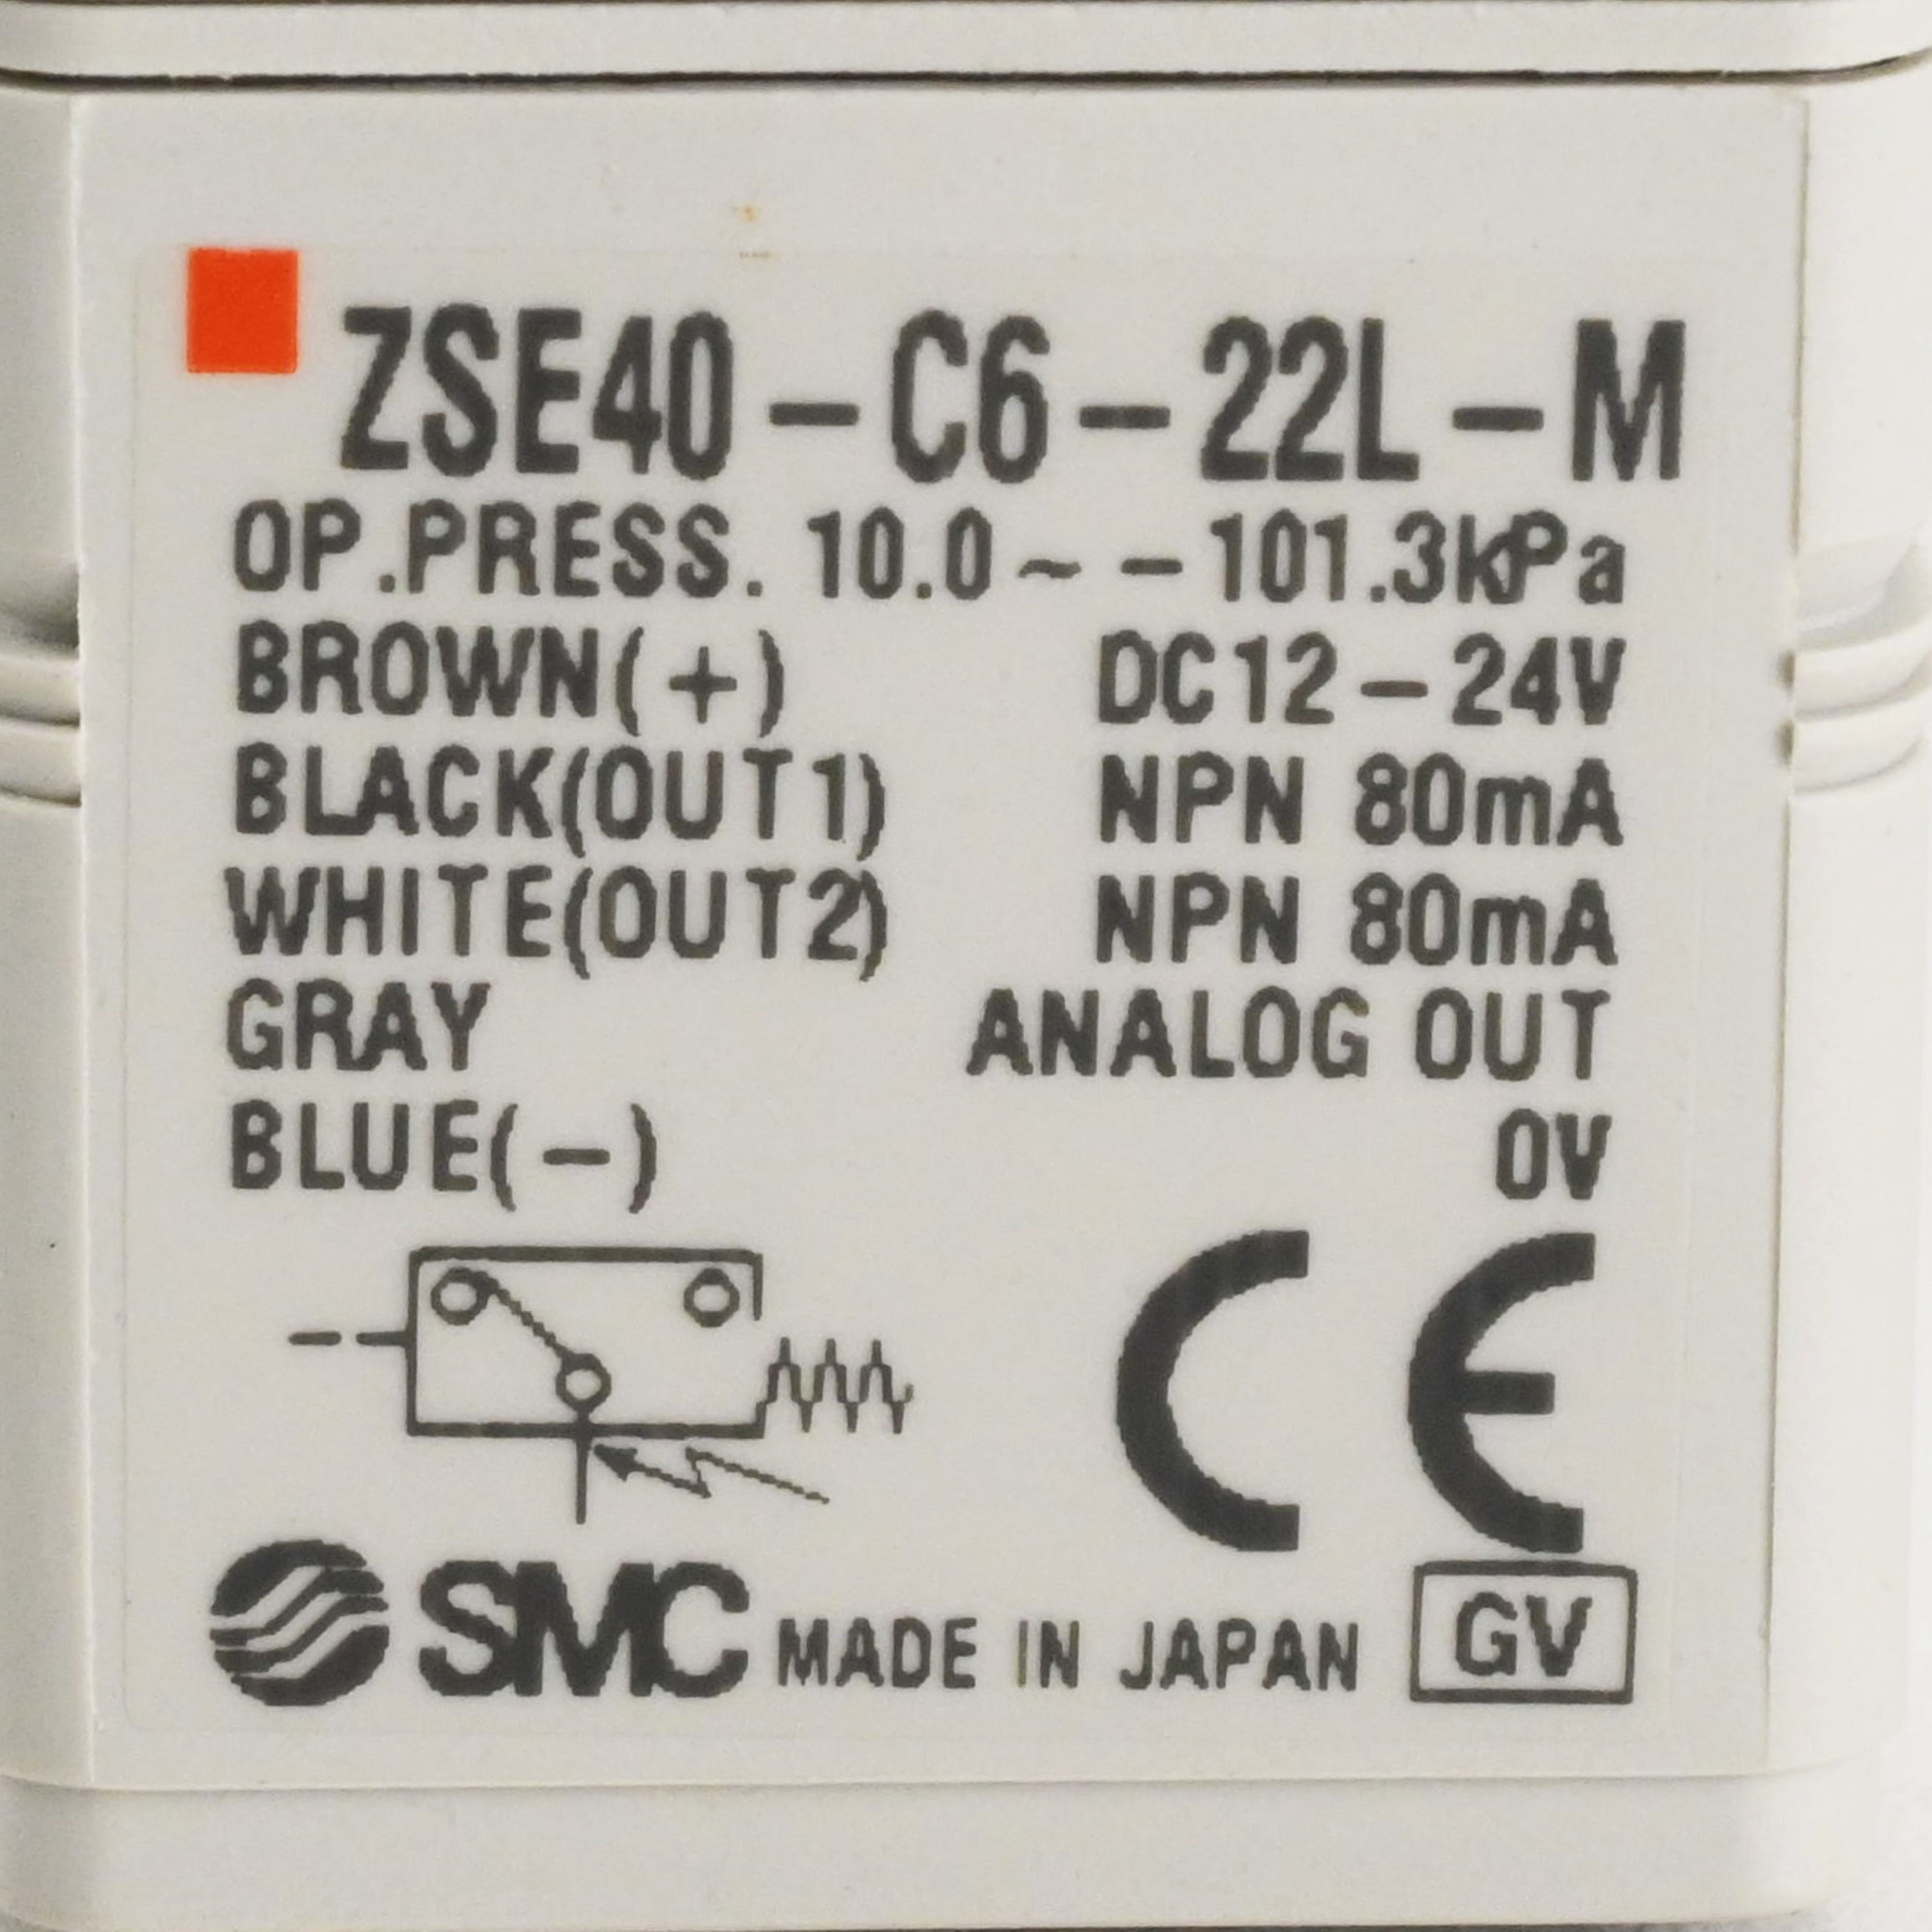 ZSE40-C6-22L-M
OP.PRESS. 10.0~-101.3kPa
BROWN(+) DC12-24V
BLACK(OUT1) NPN 80mA
WHITE(OUT2) NPN 80mA
GRAY ANALOG OUT
BLUE(-) 0V
CE
SMC MADE IN JAPAN GV